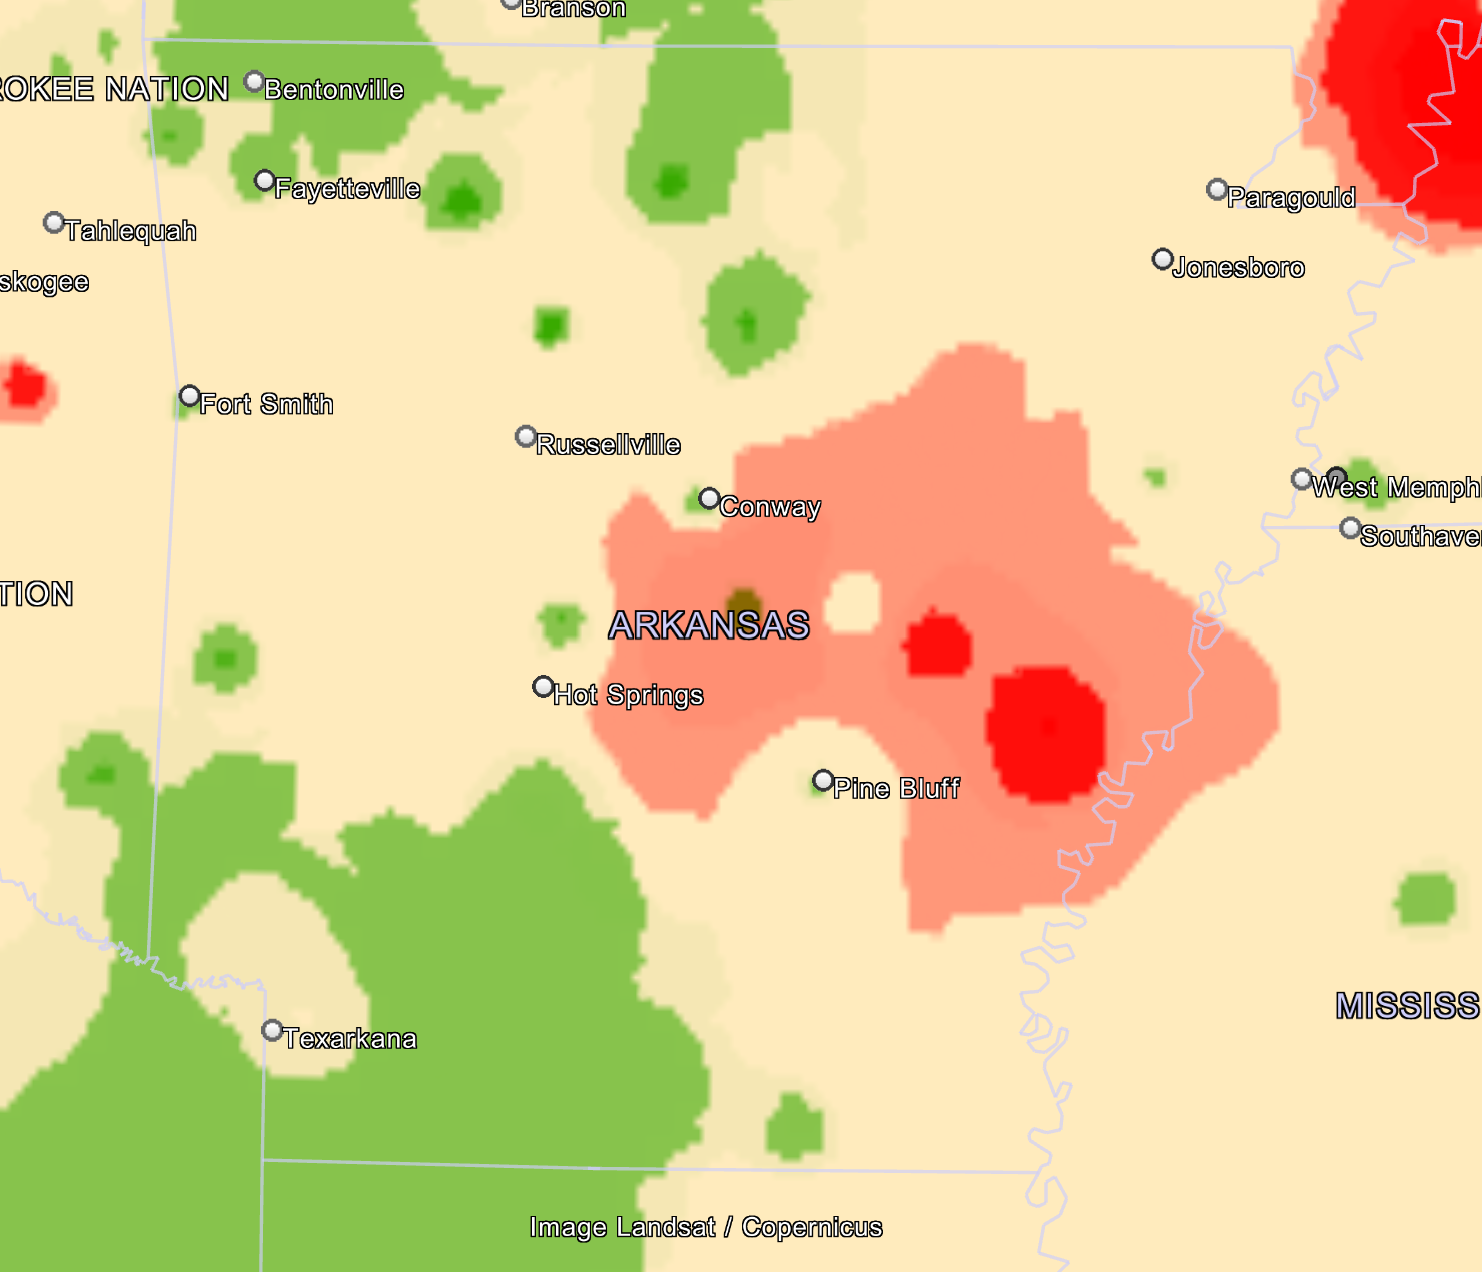 Branson
OKEE NATION
Bentonville
Fayetteville
Paragould
Tahlequah
Jonesboro
skogee
Fort Smith
Russellville
Conway
West Memphi
Southave
TION
ARKANSAS
Hot Springs
Pine Bluff
MISSISS
Texarkana
Image Landsat / Copernicus